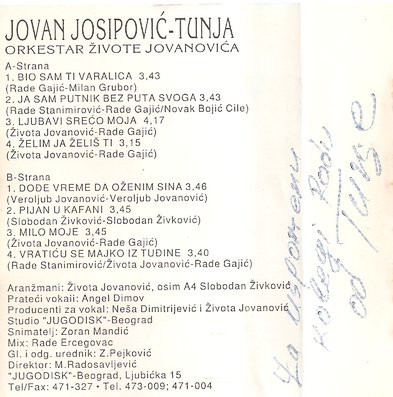 JOVAN JOSIPOVIĆ-TUNJA
ORKESTAR ŽIVOTE JOVANOVIĆA
A-Strana
1. BIO SAM TI VARALICA 3,43
(Rade Gajić-Milan Grubor)
2. JA SAM PUTNIK BEZ PUTA SVOGA 3,43
(Rade Stanimirović-Rade Gajić/Novak Bojić Cile)
3. LJUBAVI SREĆO MOJA 4,17
(Života Jovanović-Rade Gajić)
4. ŽELIM JA ŽELIŠ TI 3,15
(Života Jovanović-Rade Gajić)
B-Strana
1. DOĐE VREME DA OŽENIM SINA 3,46
(Veroljub Jovanović-Veroljub Jovanović)
2. PIJAN U KAFANI 3,45
(Slobodan Živković-Slobodan Živković)
3. MILO MOJE 3,45
(Života Jovanović-Rade Gajić)
4. VRATIĆU SE MAJKO IZ TUĐINE 3.40
(Rade Stanimirović/Života Jovanović-Rade Gajić)
Aranžmani: Života Jovanović, osim A4 Slobodan Živković
Prateći vokali: Angel Dimov
Producenti za vokal: Neša Dimitrijević i Života Jovanović
Studio "JUGODISK"-Beograd
Snimatelj: Zoran Mandić
Mix: Rade Ercegovac
Gl. i odg. urednik: Z.Pejković
Direktor: M.Radosavljević
"JUGODISK"-Beograd, Ljubička 15
Tel/Fax: 471-327 • Tel. 473-009; 471-004
Za uspomenu
kolegi Radu
od Tunje